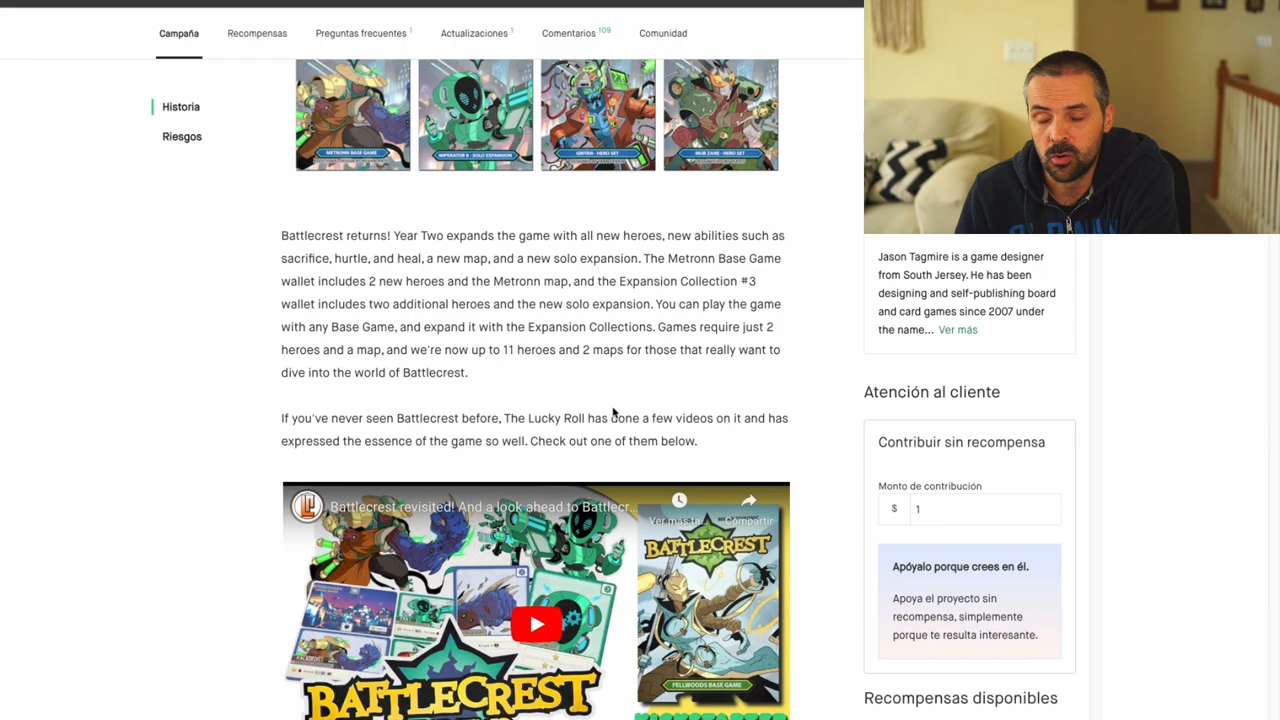 Campaña Recompensas Preguntas frecuentes 1 Actualizaciones 1 Comentarios 109 Comunidad
Historia
Riesgos
METRONN BASE GAME
IMPERATOR 8 - SOLO EXPANSION
HERO SET
MUB ZANE - HERO SET
Battlecrest returns! Year Two expands the game with all new heroes, new abilities such as
sacrifice, hurtle, and heal, a new map, and a new solo expansion. The Metronn Base Game
wallet includes 2 new heroes and the Metronn map, and the Expansion Collection #3
wallet includes two additional heroes and the new solo expansion. You can play the game
with any Base Game, and expand it with the Expansion Collections. Games require just 2
heroes and a map, and we're now up to 11 heroes and 2 maps for those that really want to
dive into the world of Battlecrest.
If you've never seen Battlecrest before, The Lucky Roll has done a few videos on it and has
expressed the essence of the game so well. Check out one of them below.
Battlecrest revisited! And a look ahead to Battlecr...
Ver más ta...
Compartir
BATTLECREST
FELLWOODS BASE GAME
BATTLECREST
KICKSTARTER
Jason Tagmire is a game designer
from South Jersey. He has been
designing and self-publishing board
and card games since 2007 under
the name... Ver más
Atención al cliente
Contribuir sin recompensa
Monto de contribución
$ 1
Apóyalo porque crees en él.
Apoya el proyecto sin
recompensa, simplemente
porque te resulta interesante.
Recompensas disponibles